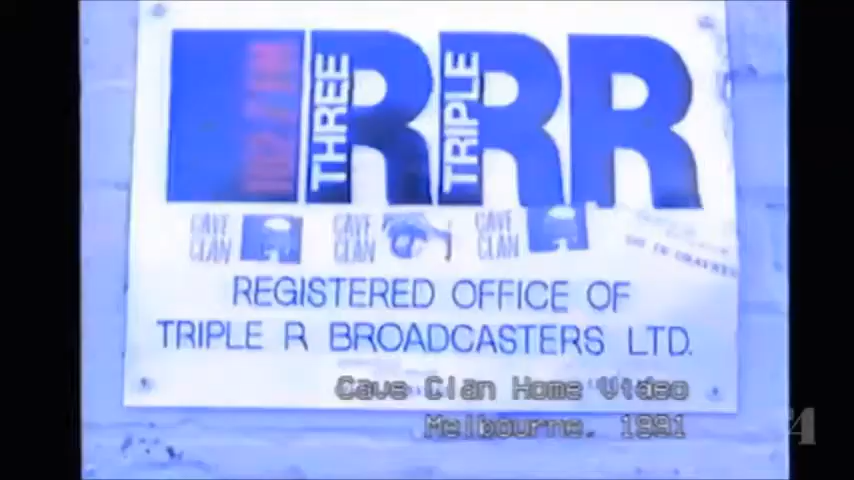 THREE TRIPLE RRR
CAVE CLAN CAVE CLAN CAVE CLAN
REGISTERED OFFICE OF
TRIPLE R BROADCASTERS LTD.
Cave Clan Home Video
Melbourne, 1991
4